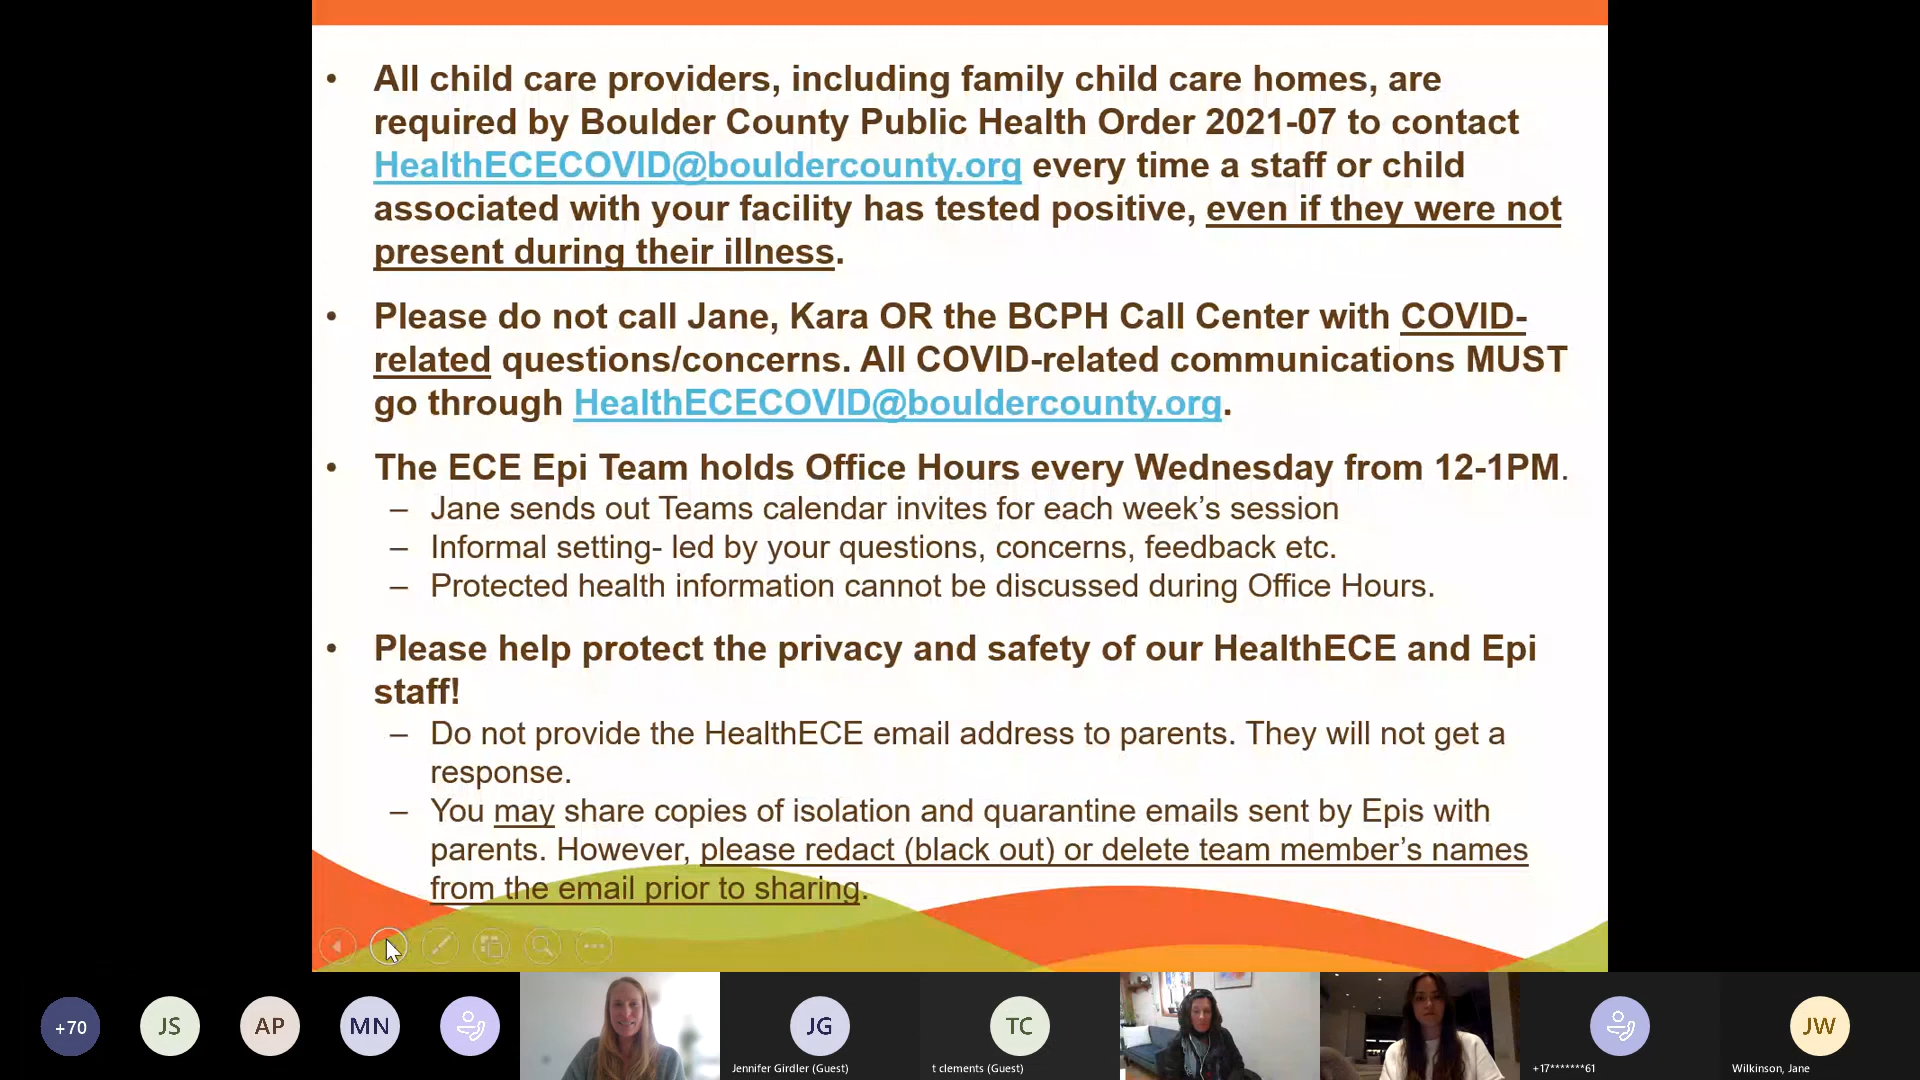 • All child care providers, including family child care homes, are
required by Boulder County Public Health Order 2021-07 to contact
HealthECECOVID@bouldercounty.org every time a staff or child
associated with your facility has tested positive, even if they were not
present during their illness.
• Please do not call Jane, Kara OR the BCPH Call Center with COVID-
related questions/concerns. All COVID-related communications MUST
go through HealthECECOVID@bouldercounty.org.
• The ECE Epi Team holds Office Hours every Wednesday from 12-1PM.
– Jane sends out Teams calendar invites for each week’s session
– Informal setting- led by your questions, concerns, feedback etc.
– Protected health information cannot be discussed during Office Hours.
• Please help protect the privacy and safety of our HealthECE and Epi
staff!
– Do not provide the HealthECE email address to parents. They will not get a
response.
– You may share copies of isolation and quarantine emails sent by Epis with
parents. However, please redact (black out) or delete team member’s names
from the email prior to sharing.
+70
JS
AP
MN
JG
Jennifer Girdler (Guest)
TC
t clements (Guest)
+17*******61
JW
Wilkinson, Jane